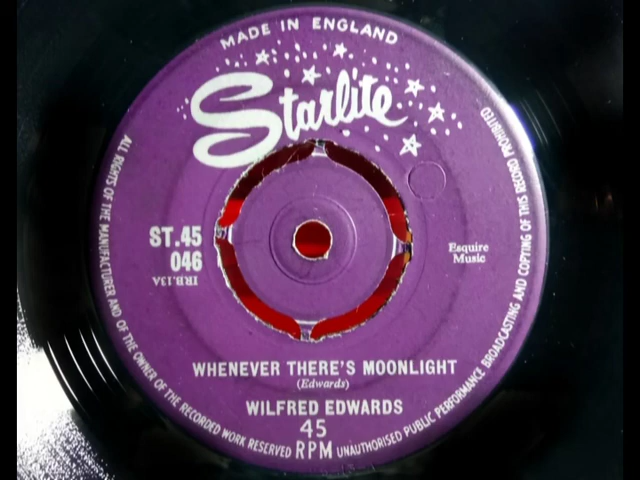 MADE IN ENGLAND
Starlite
ST.45
046
IRB.13A
Esquire
Music
WHENEVER THERE'S MOONLIGHT
(Edwards)
WILFRED EDWARDS
45
RPM
ALL RIGHTS OF THE MANUFACTURER AND OF THE OWNER OF THE RECORDED WORK RESERVED
UNAUTHORISED PUBLIC PERFORMANCE BROADCASTING AND COPYING OF THIS RECORD PROHIBITED